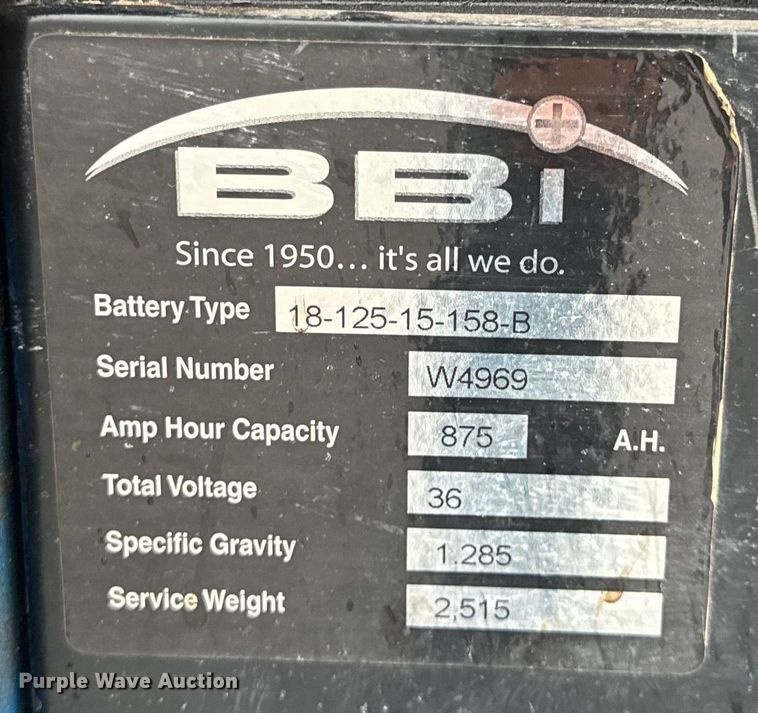 BBi
Since 1950... it's all we do.
Battery Type 18-125-15-158-B
Serial Number W4969
Amp Hour Capacity 875 A.H.
Total Voltage 36
Specific Gravity 1.285
Service Weight 2,515
Purple Wave Auction